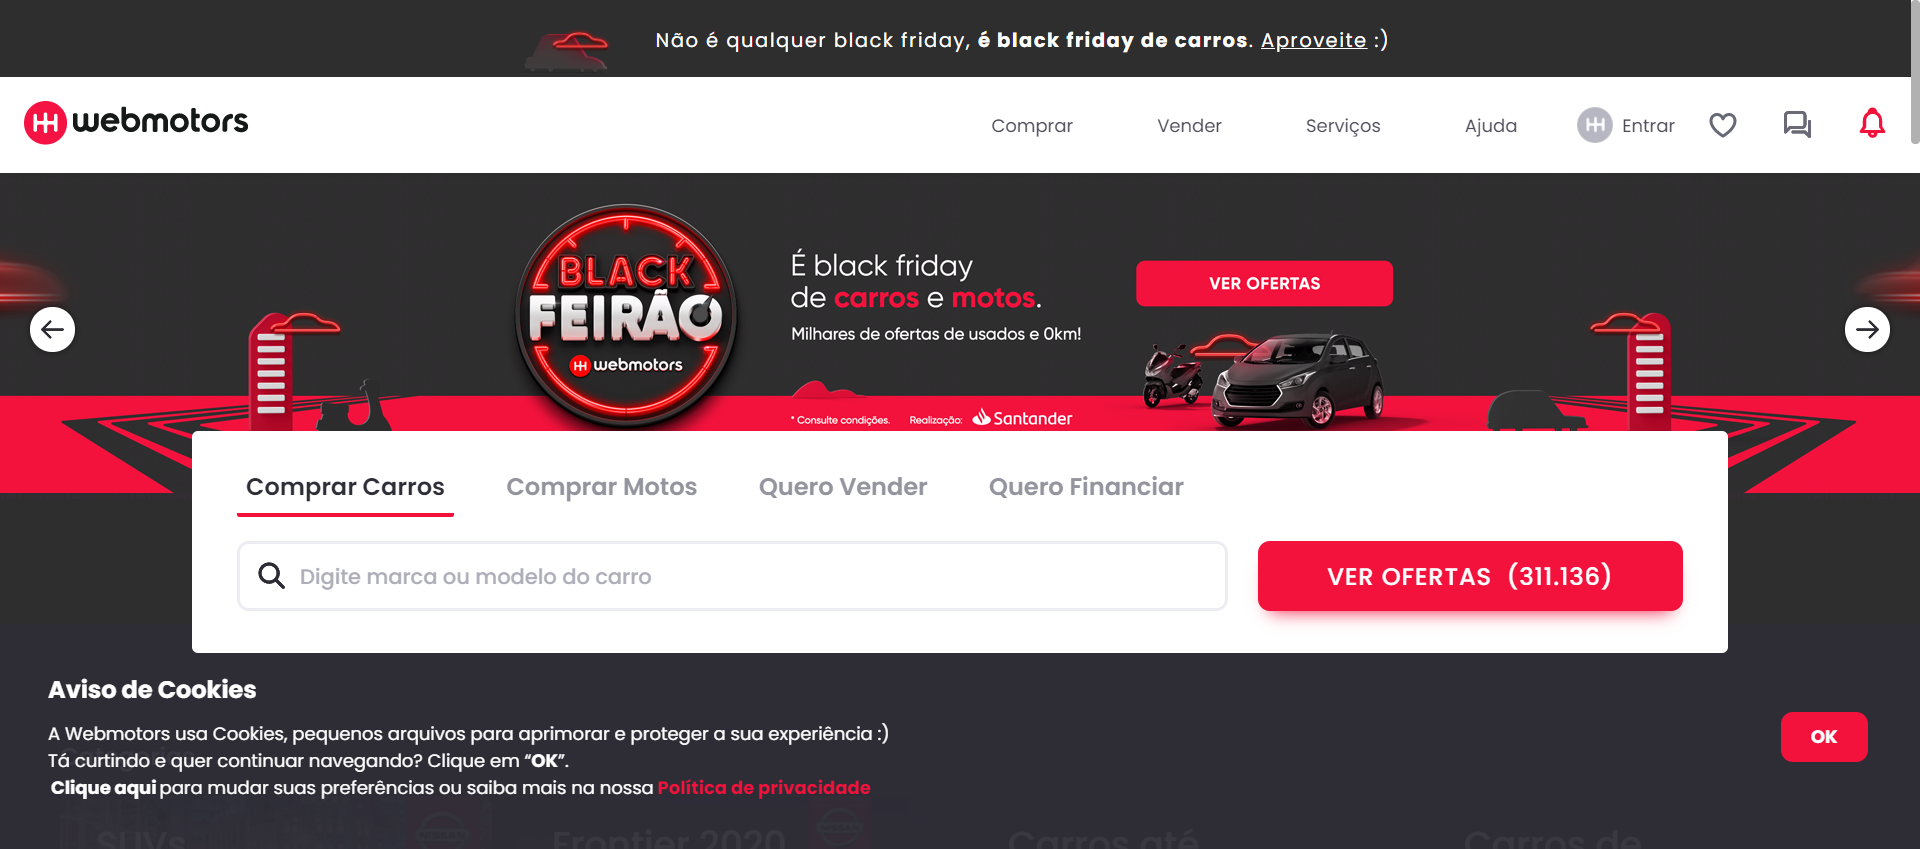 Não é qualquer black friday, é black friday de carros. Aproveite :)
webmotors
Comprar
Vender
Serviços
Ajuda
Entrar
BLACK
FEIRÃO
webmotors
É black friday
de carros e motos.
Milhares de ofertas de usados e 0km!
* Consulte condições. Realização: Santander
VER OFERTAS
Comprar Carros
Comprar Motos
Quero Vender
Quero Financiar
Digite marca ou modelo do carro
VER OFERTAS (311.136)
Aviso de Cookies
A Webmotors usa Cookies, pequenos arquivos para aprimorar e proteger a sua experiência :)
Tá curtindo e quer continuar navegando? Clique em “OK”.
Clique aqui para mudar suas preferências ou saiba mais na nossa Política de privacidade
OK
Categorias
SUVs
Frontier 2020
Carros até
Carros de